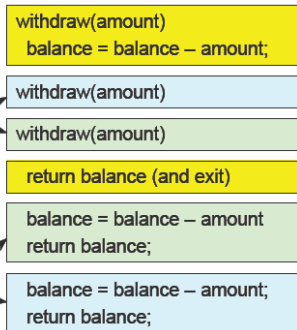 withdraw(amount)
balance = balance – amount;
withdraw(amount)
withdraw(amount)
return balance (and exit)
balance = balance – amount
return balance;
balance = balance – amount;
return balance;